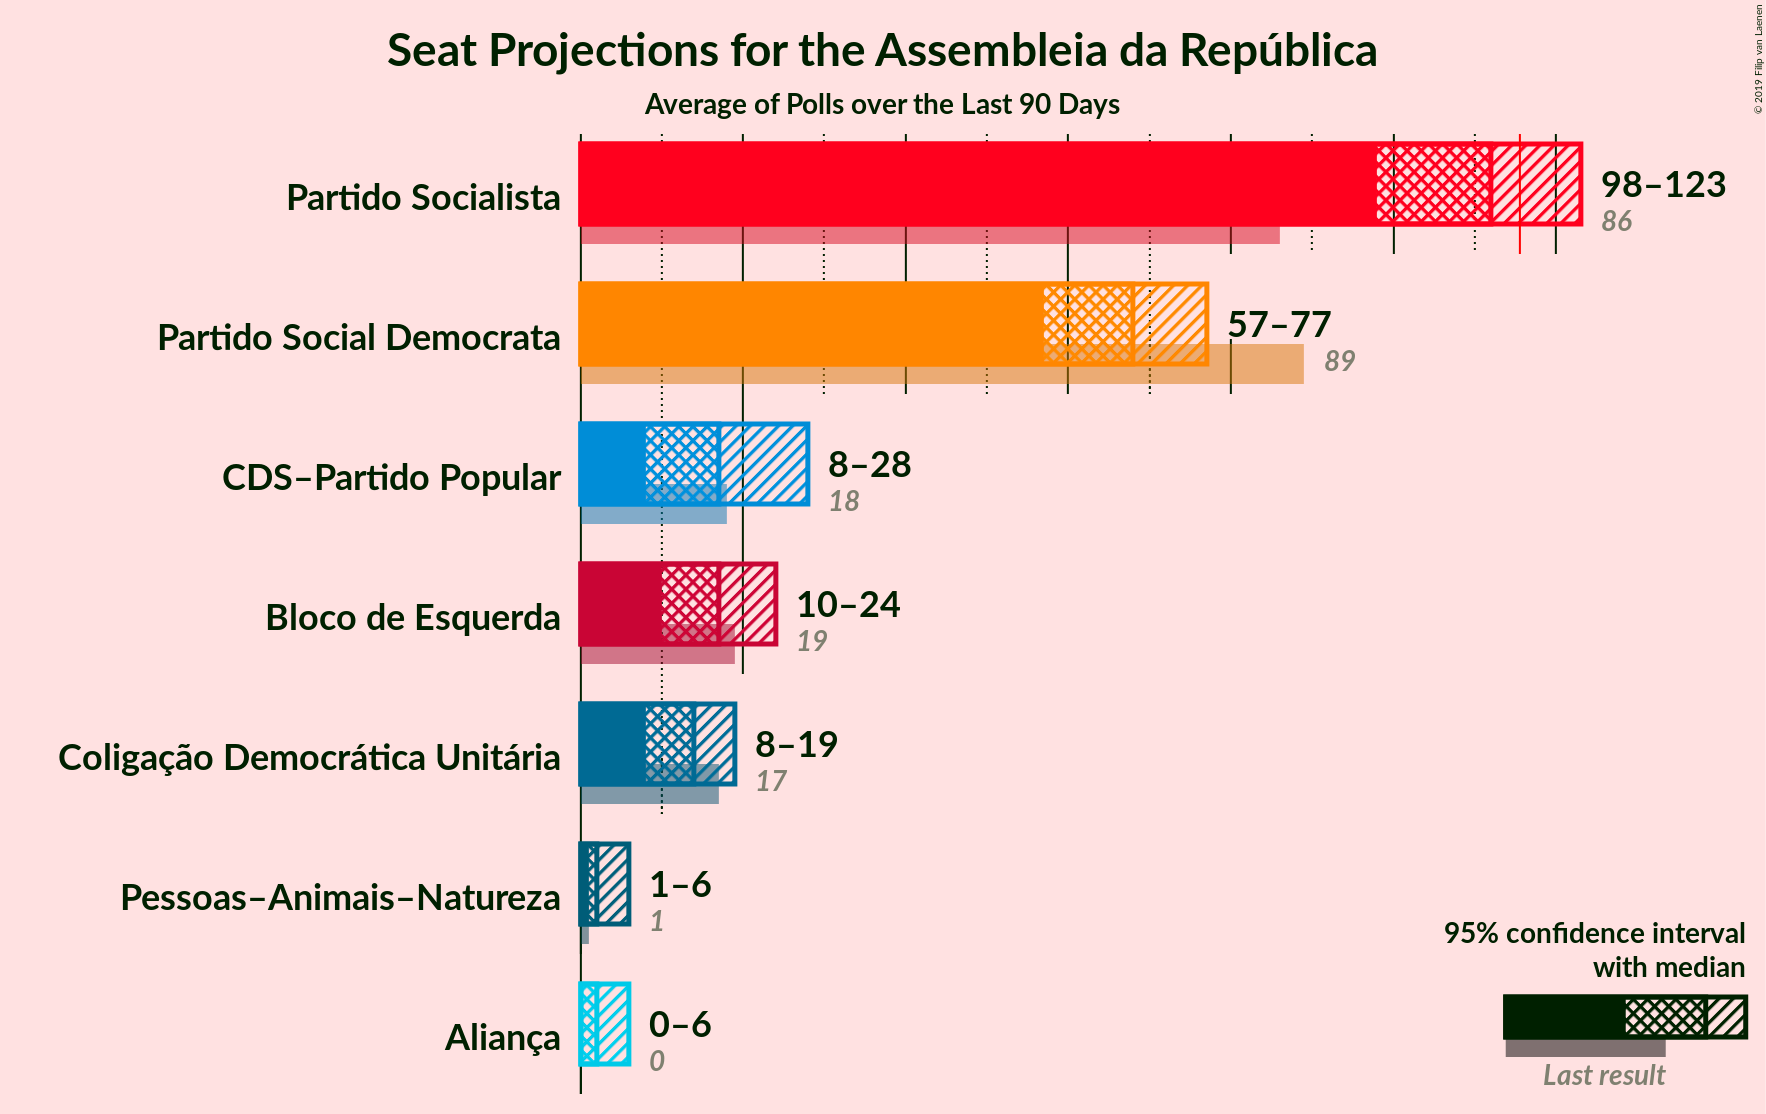 Seat Projections for the Assembleia da República
Average of Polls over the Last 90 Days
© 2019 Filip van Laenen
Partido Socialista
98–123
86
Partido Social Democrata
57–77
89
CDS–Partido Popular
8–28
18
Bloco de Esquerda
10–24
19
Coligação Democrática Unitária
8–19
17
Pessoas–Animais–Natureza
1–6
1
Aliança
0–6
0
95% confidence interval
with median
Last result